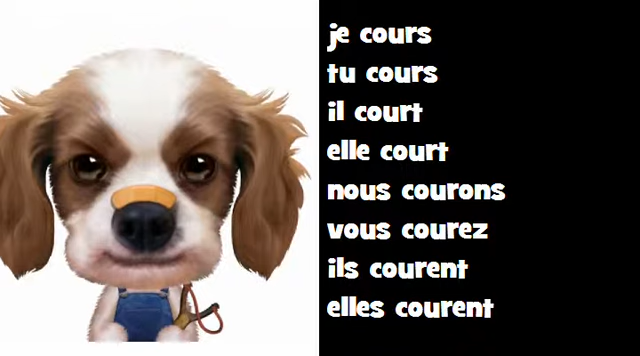 je cours
tu cours
il court
elle court
nous courons
vous courez
ils courent
elles courent